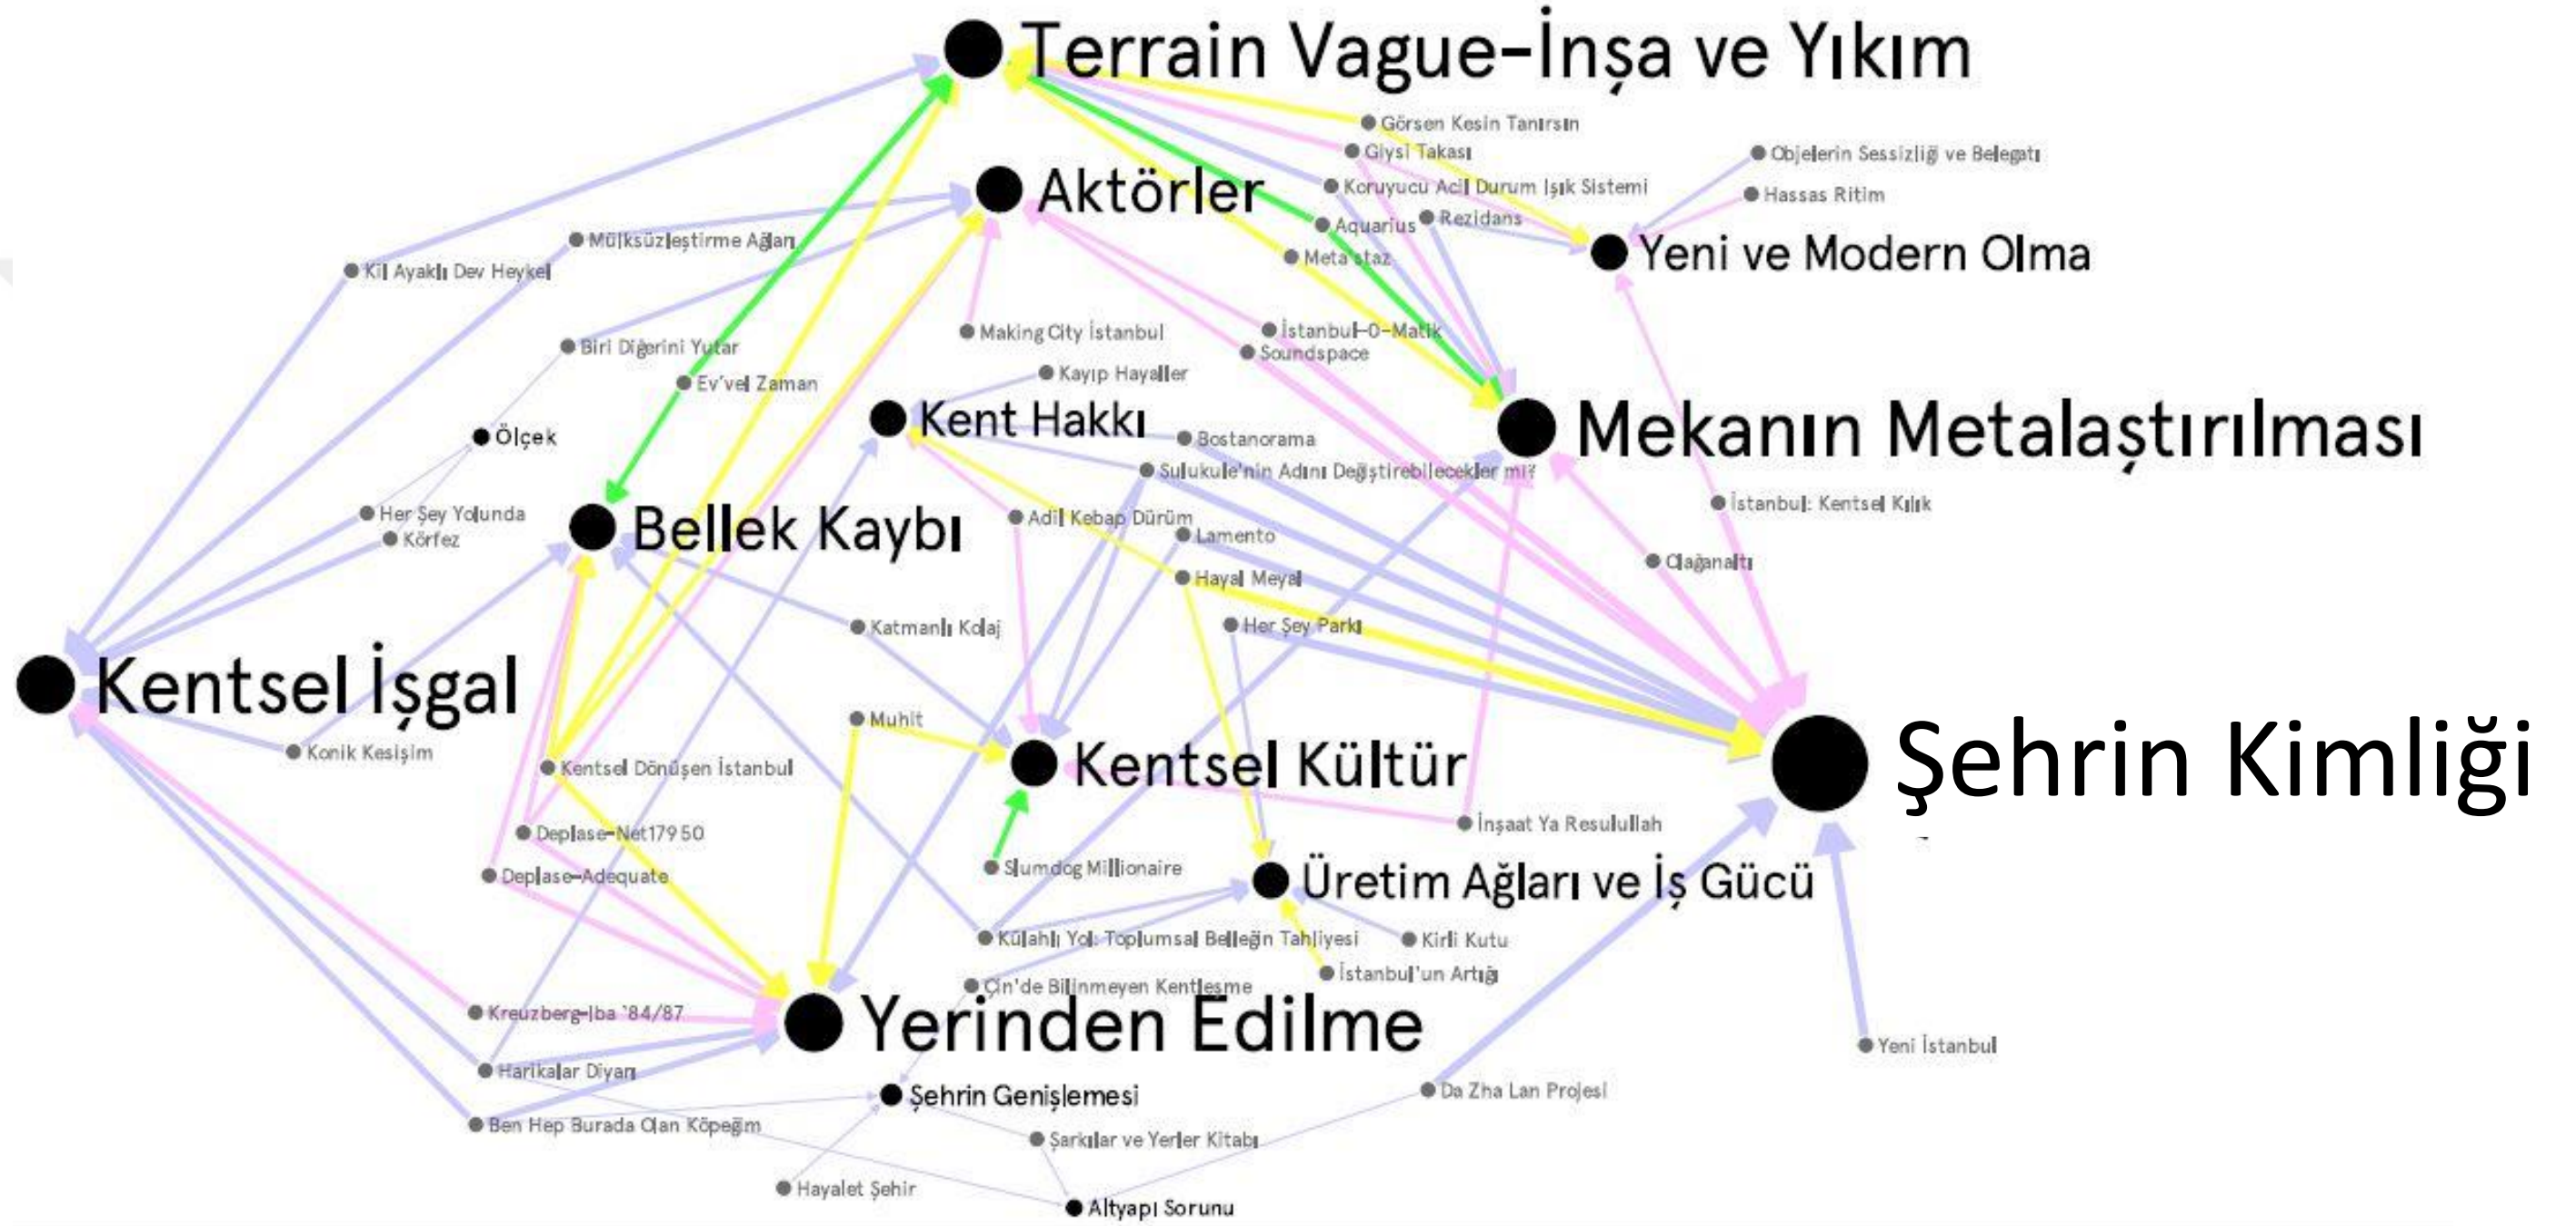 Terrain Vague-İnşa ve Yıkım
Görsen Kesin Tanırsın
Giysi Takası
Objelerin Sessizliği ve Belegatı
Koruyucu Acil Durum Işık Sistemi
Hassas Ritim
Aktörler
Rezidans
Aquarius
Mülksüzleştirme Ağları
Yeni ve Modern Olma
Meta'staz
Kil Ayaklı Dev Heykel
Making City İstanbul
İstanbul-O-Matik
Biri Diğerini Yutar
Soundspace
Kayıp Hayaller
Ev'vel Zaman
Kent Hakkı
Mekanın Metalaştırılması
Ölçek
Bostanorama
Sulukule'nin Adını Değiştirebilecekler mi?
İstanbul: Kentsel Kılık
Her Şey Yolunda
Adil Kebap Dürüm
Bellek Kaybı
Lamento
Körfez
Olağanaltı
Hayal Meyal
Katmanlı Kolaj
Her Şey Parkı
Kentsel İşgal
Muhit
Konik Kesişim
Kentsel Dönüşen İstanbul
Kentsel Kültür
Şehrin Kimliği
Deplase-Net17950
İnşaat Ya Resulullah
Slumdog Millionaire
Deplase-Adequate
Üretim Ağları ve İş Gücü
Külahlı Yol: Toplumsal Belleğin Tahliyesi
Kirli Kutu
İstanbul'un Artığı
Çin'de Bilinmeyen Kentleşme
Kreuzberg-Iba '84/87
Yerinden Edilme
Yeni İstanbul
Harikalar Diyarı
Şehrin Genişlemesi
Da Zha Lan Projesi
Ben Hep Burada Olan Köpeğim
Şarkılar ve Yerler Kitabı
Hayalet Şehir
Altyapı Sorunu